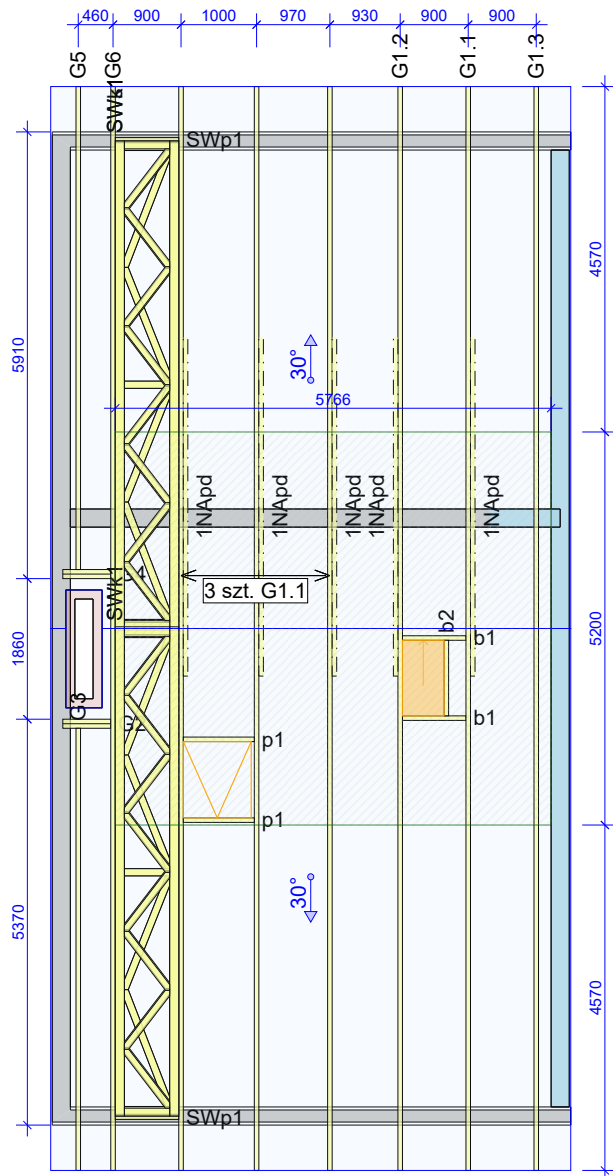 460 900 1000 970 930 900 900
G5
G6
G1.2
G1.1
G1.3
SWk1
SWp1
4570
5910
30°
5766
1NApd
1NApd
1NApd
1NApd
1NApd
G4
SWk1
3 szt. G1.1
b2
b1
1860
5200
G3
G2
b1
p1
p1
30°
5370
4570
SWp1